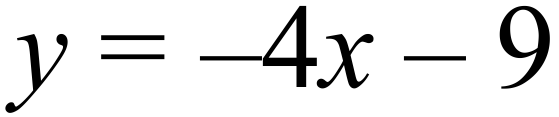 y = –4x – 9